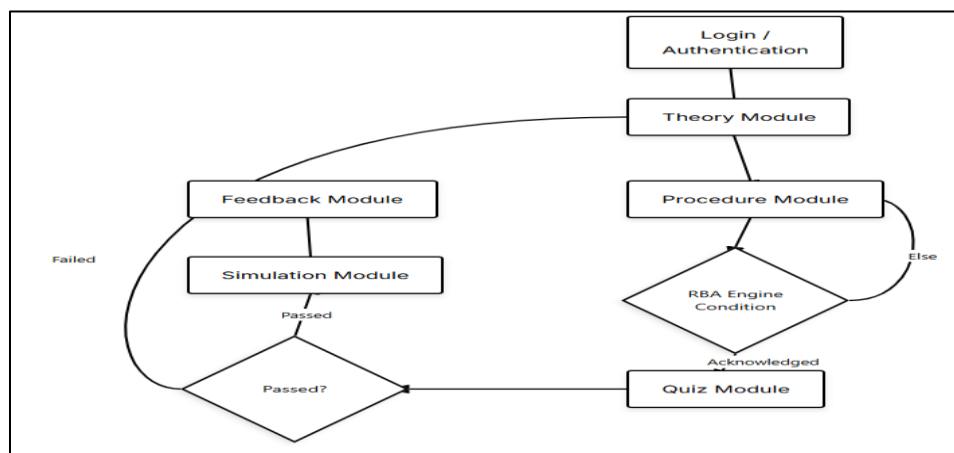 Login /
Authentication
Theory Module
Feedback Module
Procedure Module
Failed
Else
Simulation Module
RBA Engine
Condition
Passed
Acknowledged
Passed?
Quiz Module